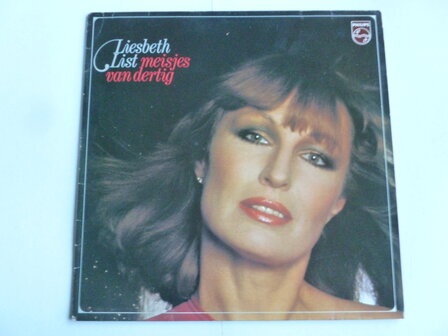 Liesbeth
List meisjes
van dertig
PHILIPS